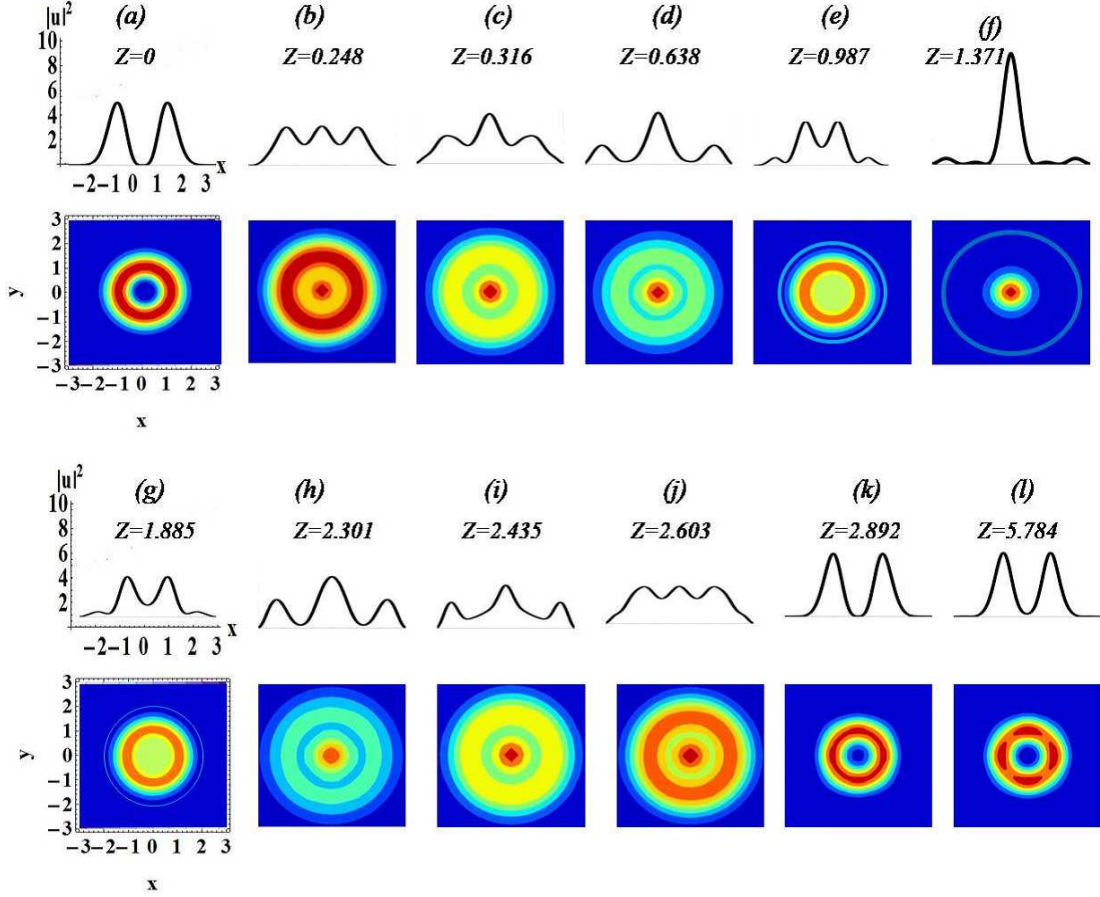 |u|² (a) (b) (c) (d) (e) (f)
10 Z=0 Z=0.248 Z=0.316 Z=0.638 Z=0.987 Z=1.371
8
6
4
2
x
−2−1 0 1 2 3
3
2
1
y 0
−1
−2
−3
−3−2−1 0 1 2 3
x
|u|² (g) (h) (i) (j) (k) (l)
10 Z=1.885 Z=2.301 Z=2.435 Z=2.603 Z=2.892 Z=5.784
8
6
4
2
x
−2−1 0 1 2 3
3
2
1
y 0
−1
−2
−3
−3−2−1 0 1 2 3
x